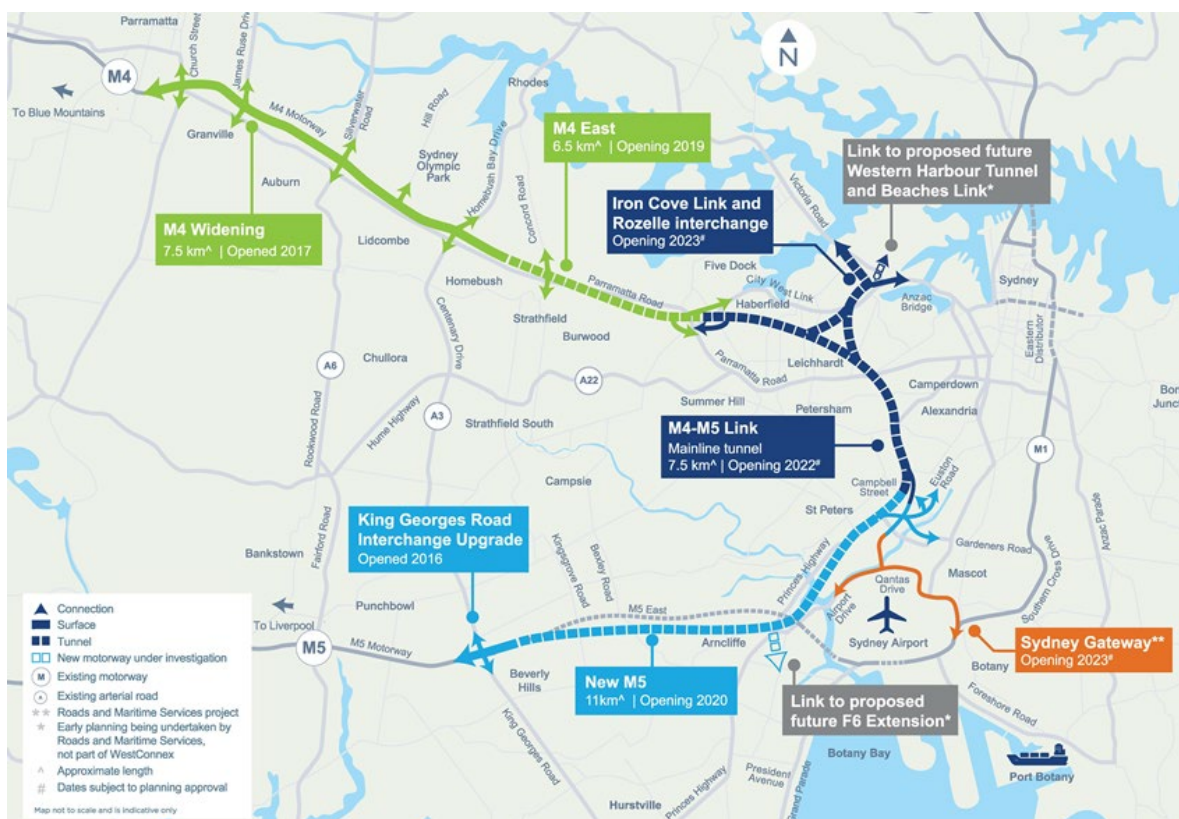 Parramatta
Church Street
James Ruse Drive
N
M4
To Blue Mountains
M4 Motorway
Silverwater
Road
Hill Road
Rhodes
Granville
Sydney
Olympic
Park
Homebush Bay Drive
M4 East
6.5 km^ | Opening 2019
Concord Road
Victoria Road
Link to proposed future
Western Harbour Tunnel
and Beaches Link*
Auburn
Iron Cove Link and
Rozelle interchange
Opening 2023#
M4 Widening
7.5 km^ | Opened 2017
Lidcombe
Five Dock
City West Link
Homebush
Parramatta Road
Haberfield
Anzac
Bridge
Sydney
Strathfield
Burwood
Eastern
Distributor
Centenary Drive
Chullora
Leichhardt
A6
A22
Parramatta Road
Camperdown
Summer Hill
Petersham
Alexandria
A3
Hume Highway
Rookwood Road
Strathfield South
M4-M5 Link
Mainline tunnel
7.5 km^ | Opening 2022#
M1
Campbell
Street
Euston
Road
Campsie
St Peters
Anzac Parade
King Georges Road
Interchange Upgrade
Opened 2016
Fairford Road
Bankstown
Kingsgrove Road
Bexley Road
Princes Highway
Gardeners Road
Mascot
Southern Cross Drive
Qantas
Drive
Airport
Drive
Punchbowl
M5 East
To Liverpool
M5
M5 Motorway
Arncliffe
Sydney Airport
Sydney Gateway**
Opening 2023#
Beverly
Hills
New M5
11km^ | Opening 2020
Botany
Link to proposed
future F6 Extension*
Foreshore Road
King Georges Road
Botany Bay
Port Botany
President
Avenue
Princes Highway
Grand Parade
Hurstville
Connection
Surface
Tunnel
New motorway under investigation
M Existing motorway
A Existing arterial road
** Roads and Maritime Services project
* Early planning being undertaken by
Roads and Maritime Services,
not part of WestConnex
^ Approximate length
# Dates subject to planning approval
Map not to scale and is indicative only